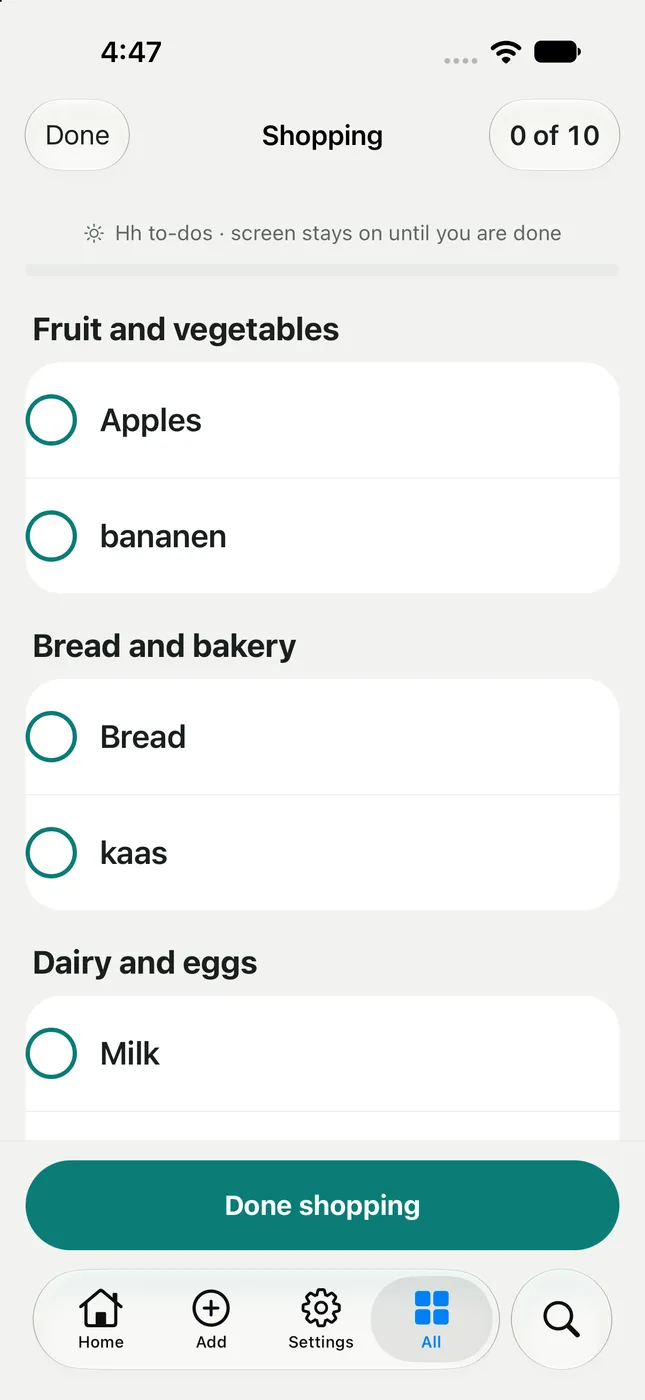 4:47
Done
Shopping
0 of 10
Hh to-dos · screen stays on until you are done
Fruit and vegetables
Apples
bananen
Bread and bakery
Bread
kaas
Dairy and eggs
Milk
Done shopping
Home
Add
Settings
All